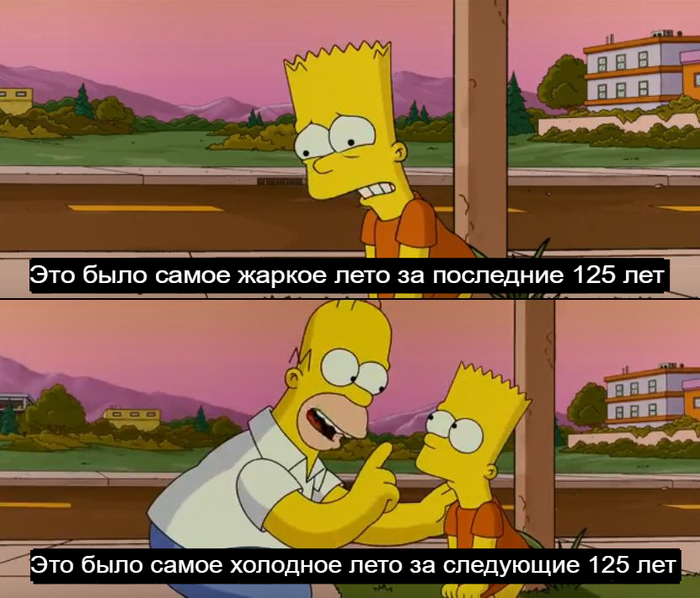 Это было самое жаркое лето за последние 125 лет
Это было самое холодное лето за следующие 125 лет